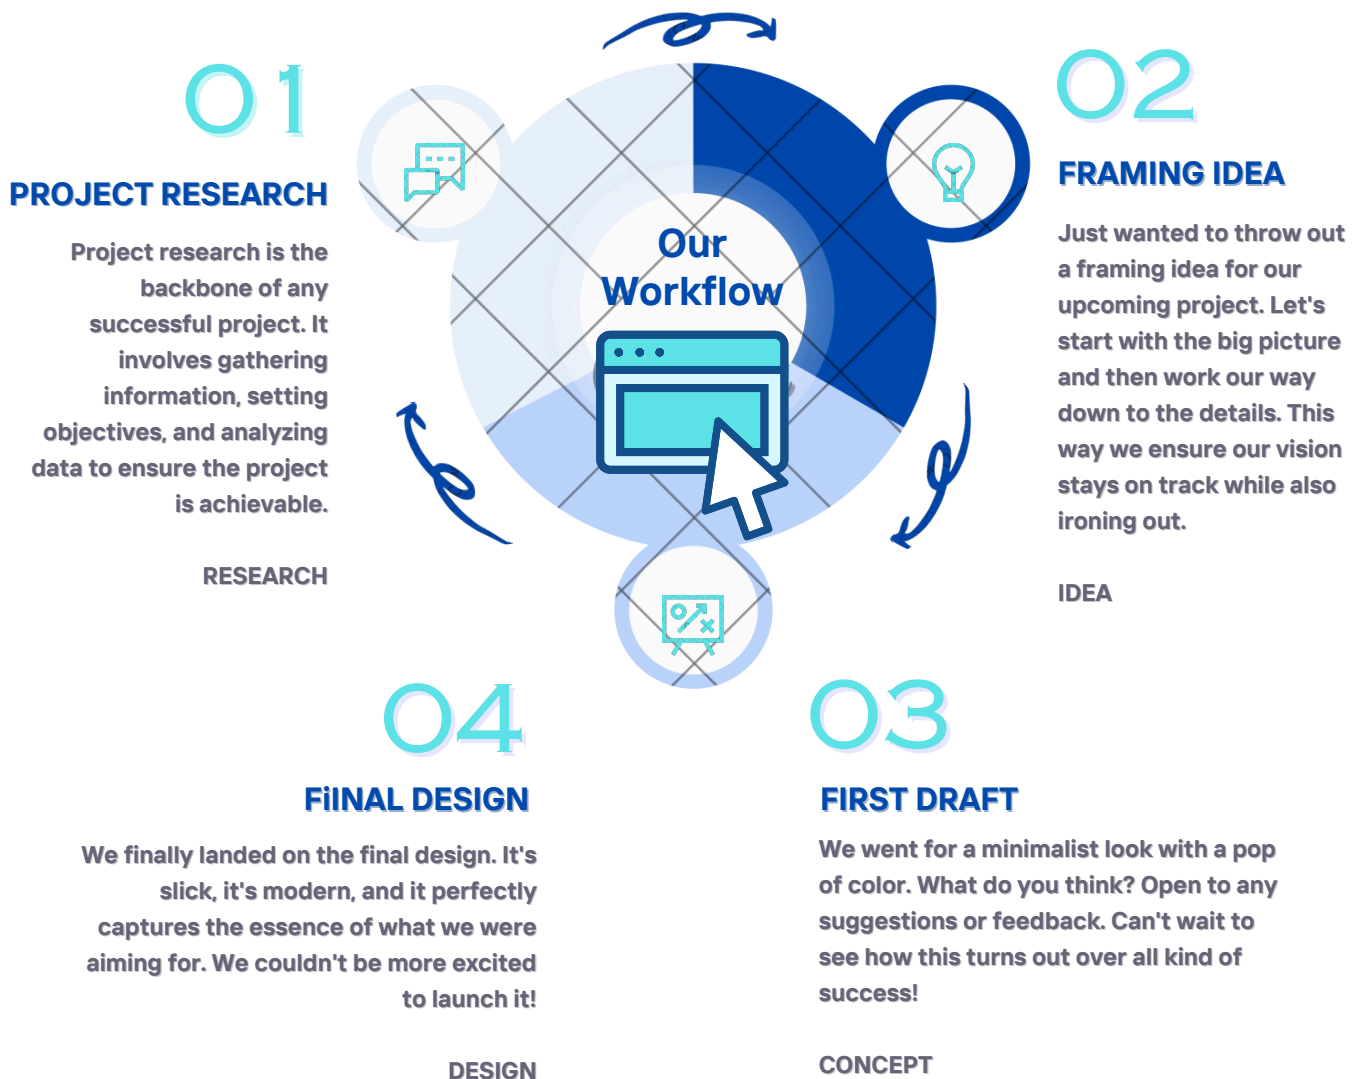 01
PROJECT RESEARCH
Project research is the
backbone of any
successful project. It
involves gathering
information, setting
objectives, and analyzing
data to ensure the project
is achievable.
RESEARCH
Our
Workflow
02
FRAMING IDEA
Just wanted to throw out
a framing idea for our
upcoming project. Let's
start with the big picture
and then work our way
down to the details. This
way we ensure our vision
stays on track while also
ironing out.
IDEA
03
FIRST DRAFT
We went for a minimalist look with a pop
of color. What do you think? Open to any
suggestions or feedback. Can't wait to
see how this turns out over all kind of
success!
CONCEPT
04
FiINAL DESIGN
We finally landed on the final design. It's
slick, it's modern, and it perfectly
captures the essence of what we were
aiming for. We couldn't be more excited
to launch it!
DESIGN